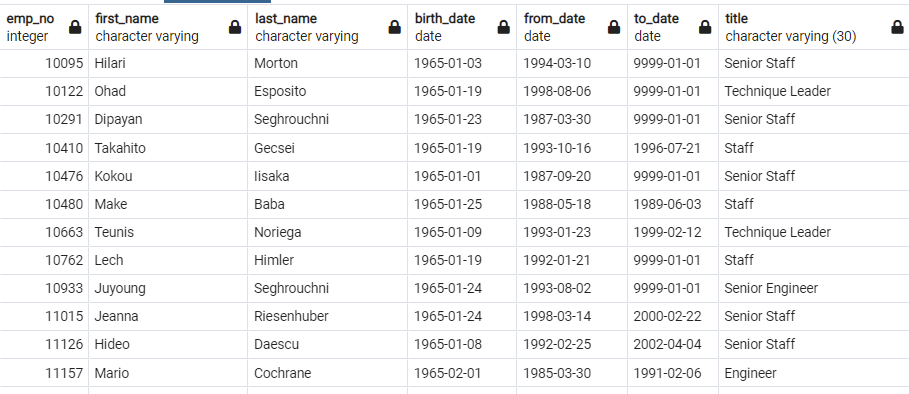 emp_no first_name last_name birth_date from_date to_date title
integer character varying character varying date date date character varying (30)
10095 Hilari Morton 1965-01-03 1994-03-10 9999-01-01 Senior Staff
10122 Ohad Esposito 1965-01-19 1998-08-06 9999-01-01 Technique Leader
10291 Dipayan Seghrouchni 1965-01-23 1987-03-30 9999-01-01 Senior Staff
10410 Takahito Gecsei 1965-01-19 1993-10-16 1996-07-21 Staff
10476 Kokou Iisaka 1965-01-01 1987-09-20 9999-01-01 Senior Staff
10480 Make Baba 1965-01-25 1988-05-18 1989-06-03 Staff
10663 Teunis Noriega 1965-01-09 1993-01-23 1999-02-12 Technique Leader
10762 Lech Himler 1965-01-19 1992-01-21 9999-01-01 Staff
10933 Juyoung Seghrouchni 1965-01-24 1993-08-02 9999-01-01 Senior Engineer
11015 Jeanna Riesenhuber 1965-01-24 1998-03-14 2000-02-22 Senior Staff
11126 Hideo Daescu 1965-01-08 1992-02-25 2002-04-04 Senior Staff
11157 Mario Cochrane 1965-02-01 1985-03-30 1991-02-06 Engineer